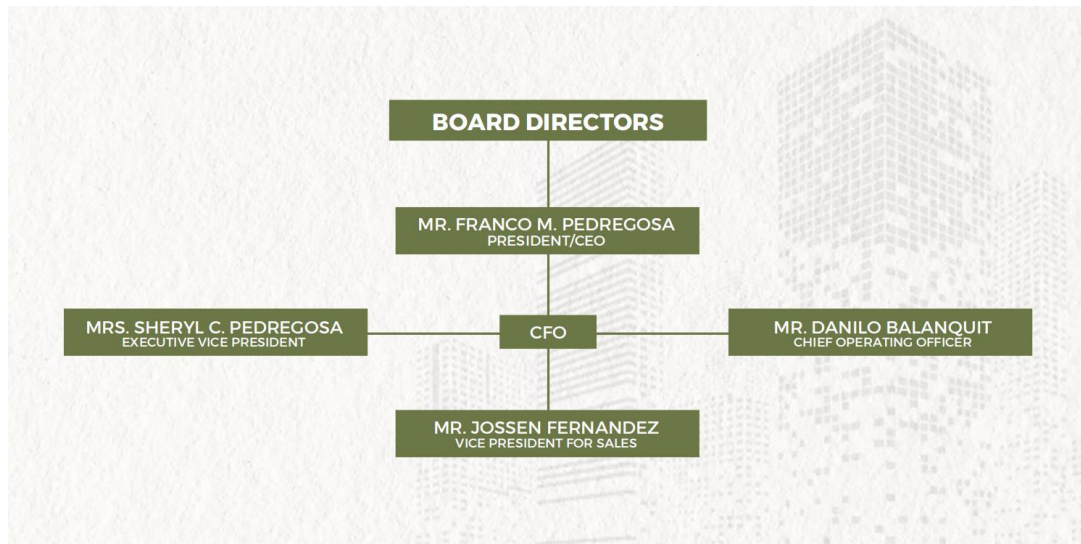 BOARD DIRECTORS
MR. FRANCO M. PEDREGOSA
PRESIDENT/CEO
MRS. SHERYL C. PEDREGOSA
EXECUTIVE VICE PRESIDENT
CFO
MR. DANILO BALANQUIT
CHIEF OPERATING OFFICER
MR. JOSSEN FERNANDEZ
VICE PRESIDENT FOR SALES